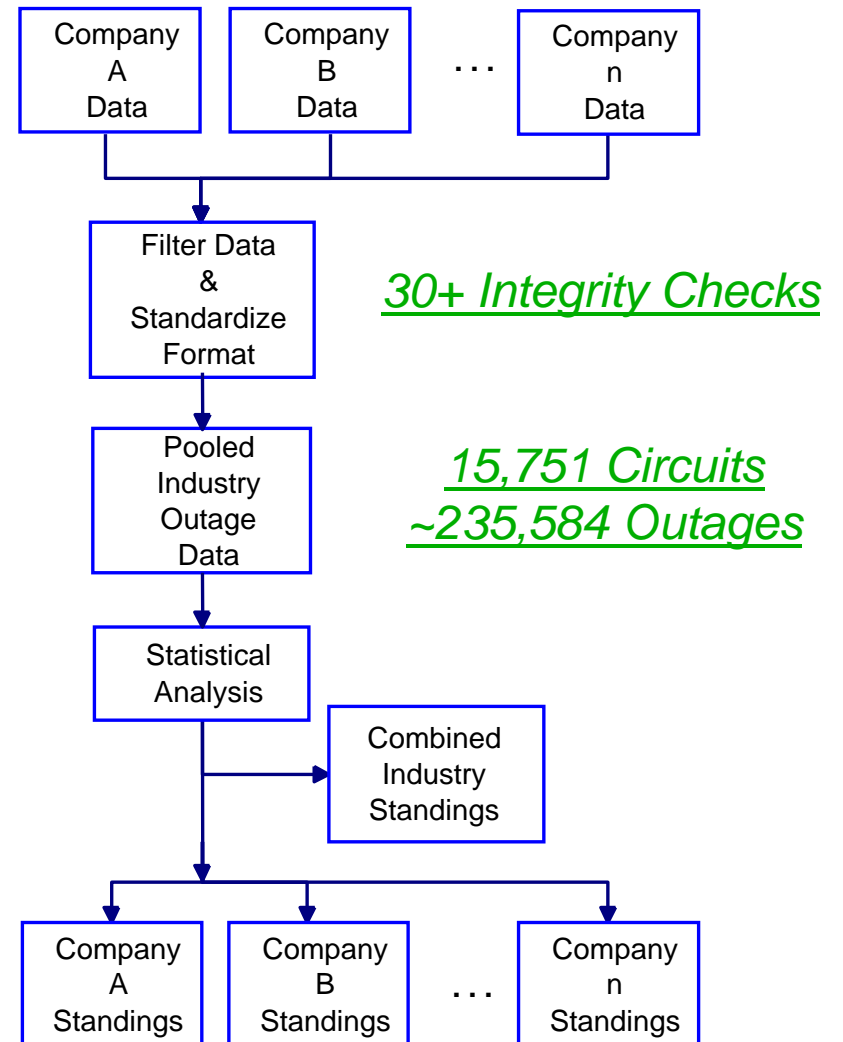 Company
A
Data
Company
B
Data
. . .
Company
n
Data
Filter Data
&
Standardize
Format
30+ Integrity Checks
Pooled
Industry
Outage
Data
15,751 Circuits
~235,584 Outages
Statistical
Analysis
Combined
Industry
Standings
Company
A
Standings
Company
B
Standings
. . .
Company
n
Standings